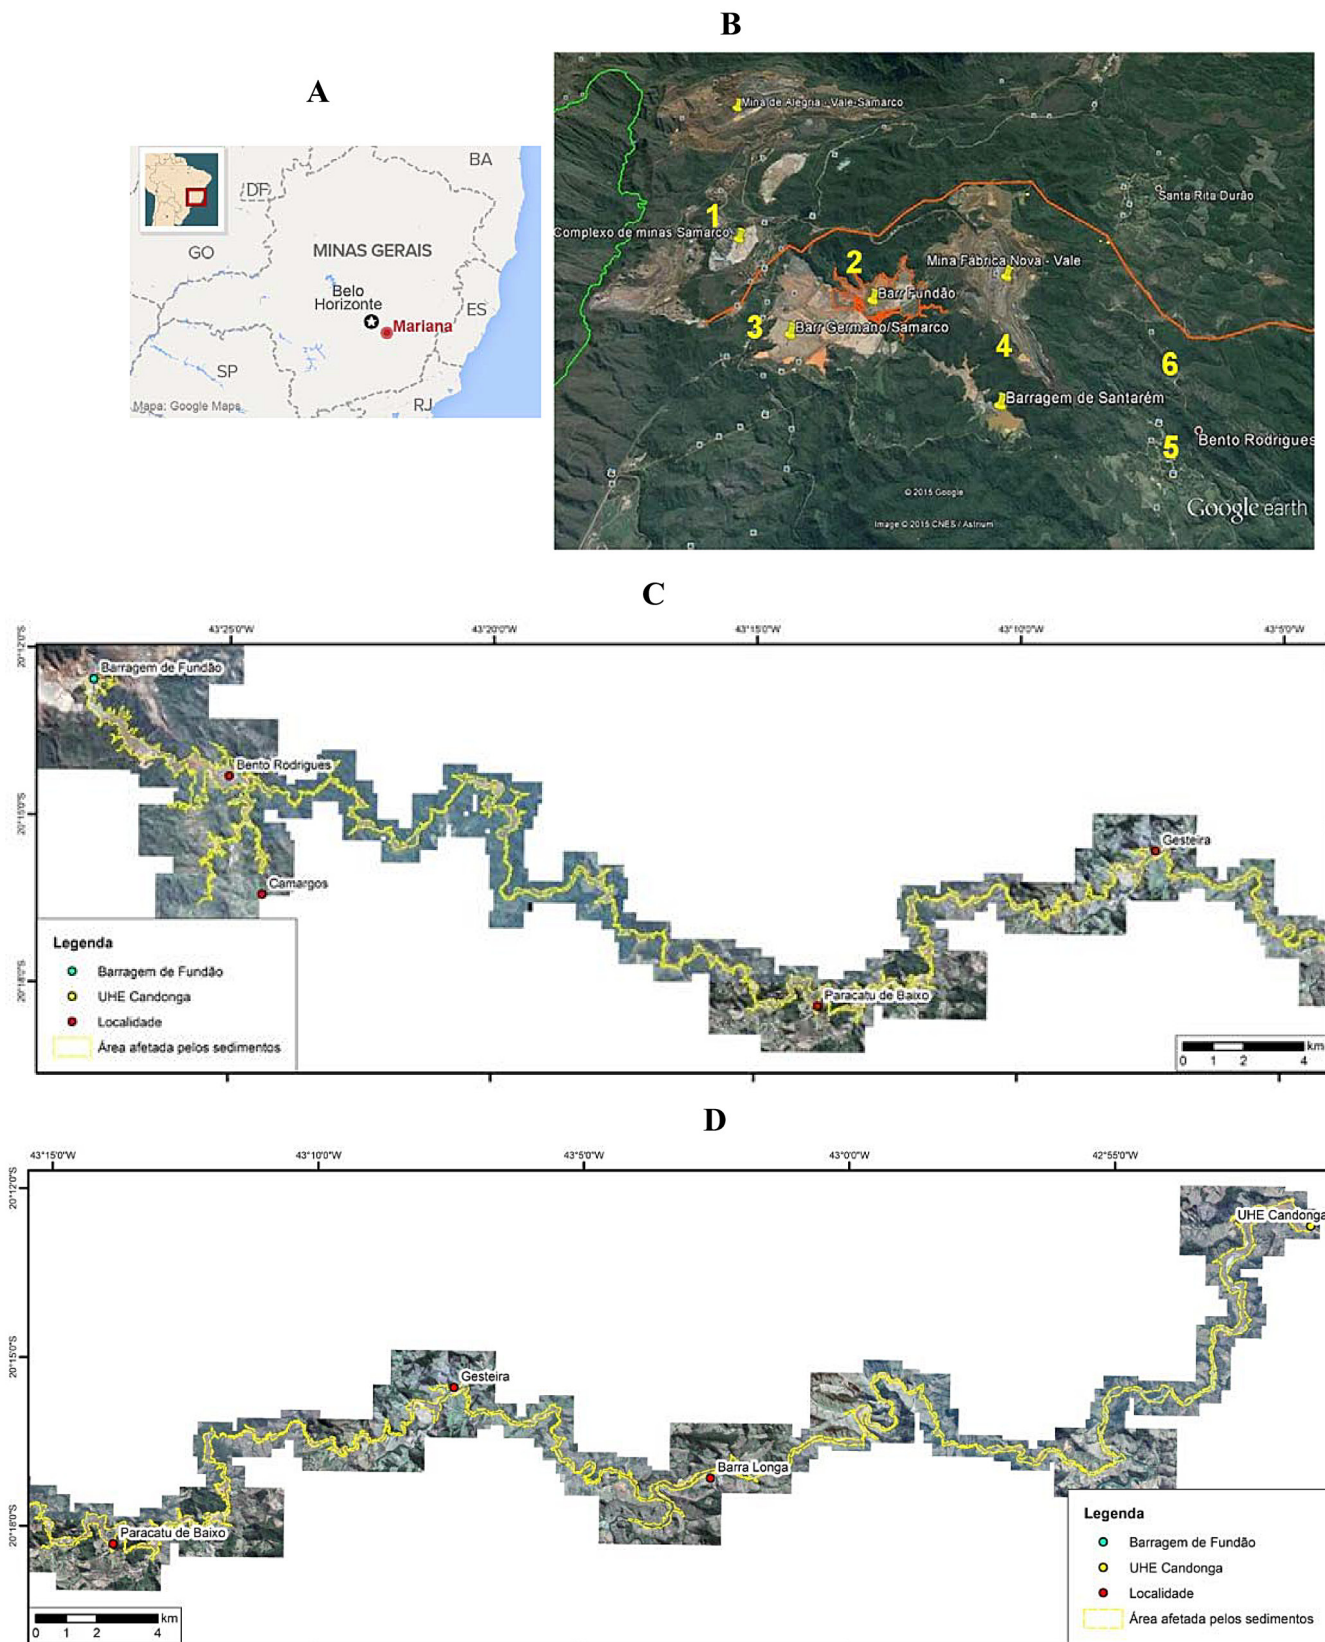 A
BA
DF
MINAS GERAIS
GO
Belo
Horizonte
ES
Mariana
SP
Mapa: Google Maps
RJ
B
Mina de Alegria - Vale-Samarco
Santa Rita Durão
1
Complexo de minas Samarco
2
Mina Fábrica Nova - Vale
Barr Fundão
3
Barr Germano/Samarco
4
6
Barragem de Santarém
5
Bento Rodrigues
© 2015 Google
Google earth
Image © 2015 CNES / Astrium
C
43°25'0"W
43°20'0"W
43°15'0"W
43°10'0"W
43°5'0"W
20°12'0"S
Barragem de Fundão
Bento Rodrigues
20°15'0"S
Gesteira
Camargos
Legenda
Barragem de Fundão
UHE Candonga
Localidade
Área afetada pelos sedimentos
20°18'0"S
Paracatu de Baixo
km
0 1 2 4
D
43°15'0"W
43°10'0"W
43°5'0"W
43°0'0"W
42°55'0"W
20°12'0"S
UHE Candonga
20°15'0"S
Gesteira
Barra Longa
20°18'0"S
Paracatu de Baixo
Legenda
Barragem de Fundão
UHE Candonga
Localidade
Área afetada pelos sedimentos
km
0 1 2 4